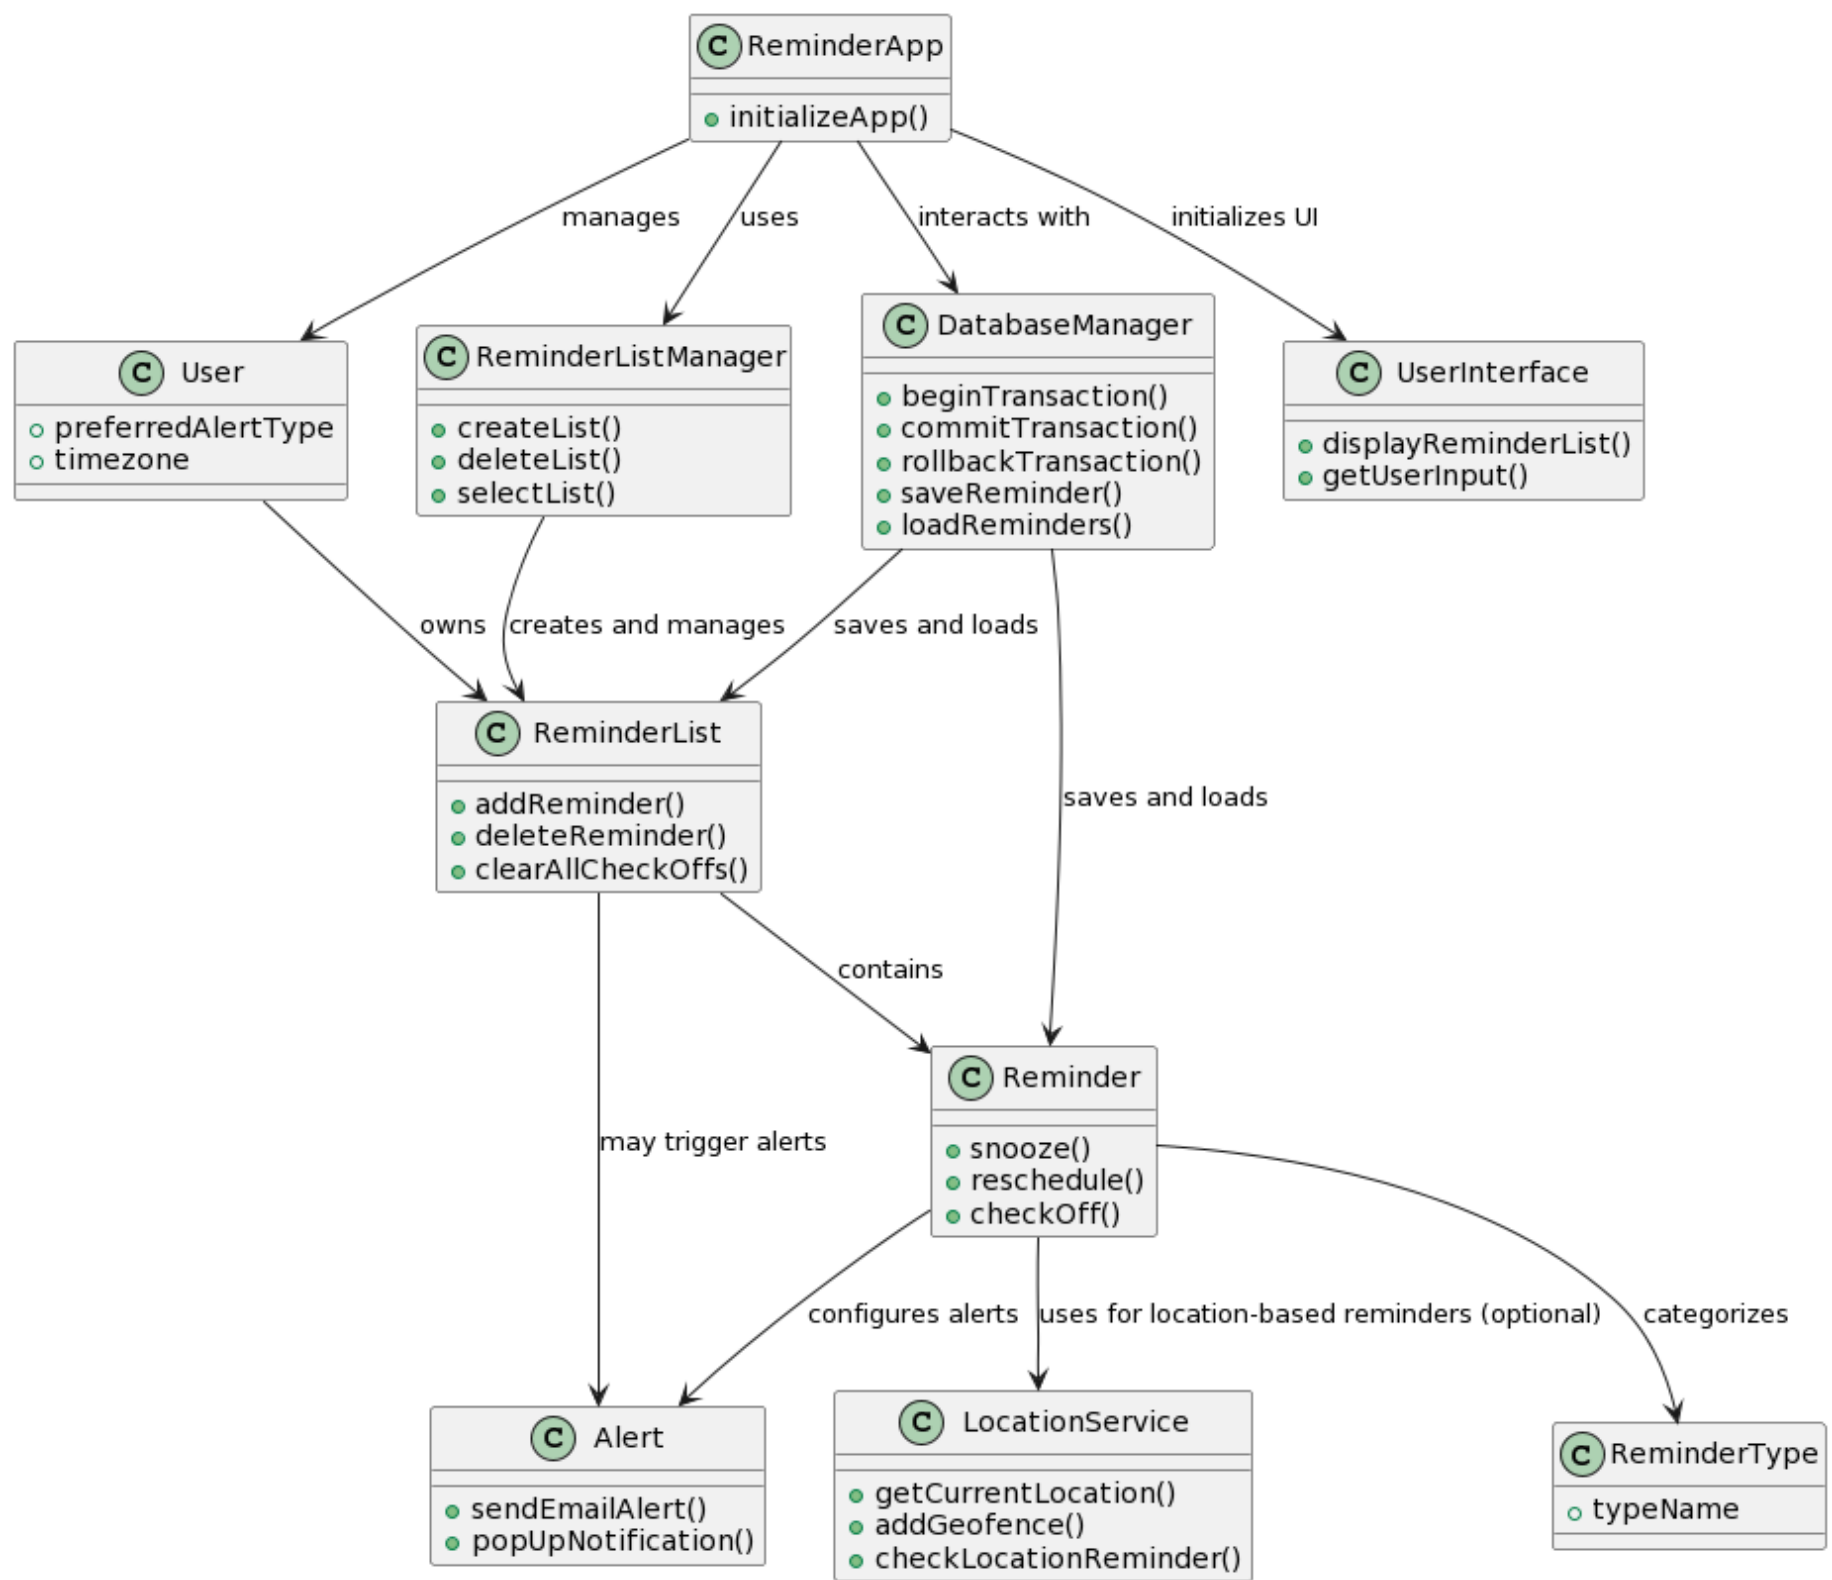 C ReminderApp
initializeApp()
manages
uses
interacts with
initializes UI
C User
preferredAlertType
timezone
C ReminderListManager
createList()
deleteList()
selectList()
C DatabaseManager
beginTransaction()
commitTransaction()
rollbackTransaction()
saveReminder()
loadReminders()
C UserInterface
displayReminderList()
getUserInput()
owns
creates and manages
saves and loads
C ReminderList
addReminder()
deleteReminder()
clearAllCheckOffs()
saves and loads
contains
C Reminder
snooze()
reschedule()
checkOff()
may trigger alerts
configures alerts
uses for location-based reminders (optional)
categorizes
C Alert
sendEmailAlert()
popUpNotification()
C LocationService
getCurrentLocation()
addGeofence()
checkLocationReminder()
C ReminderType
typeName